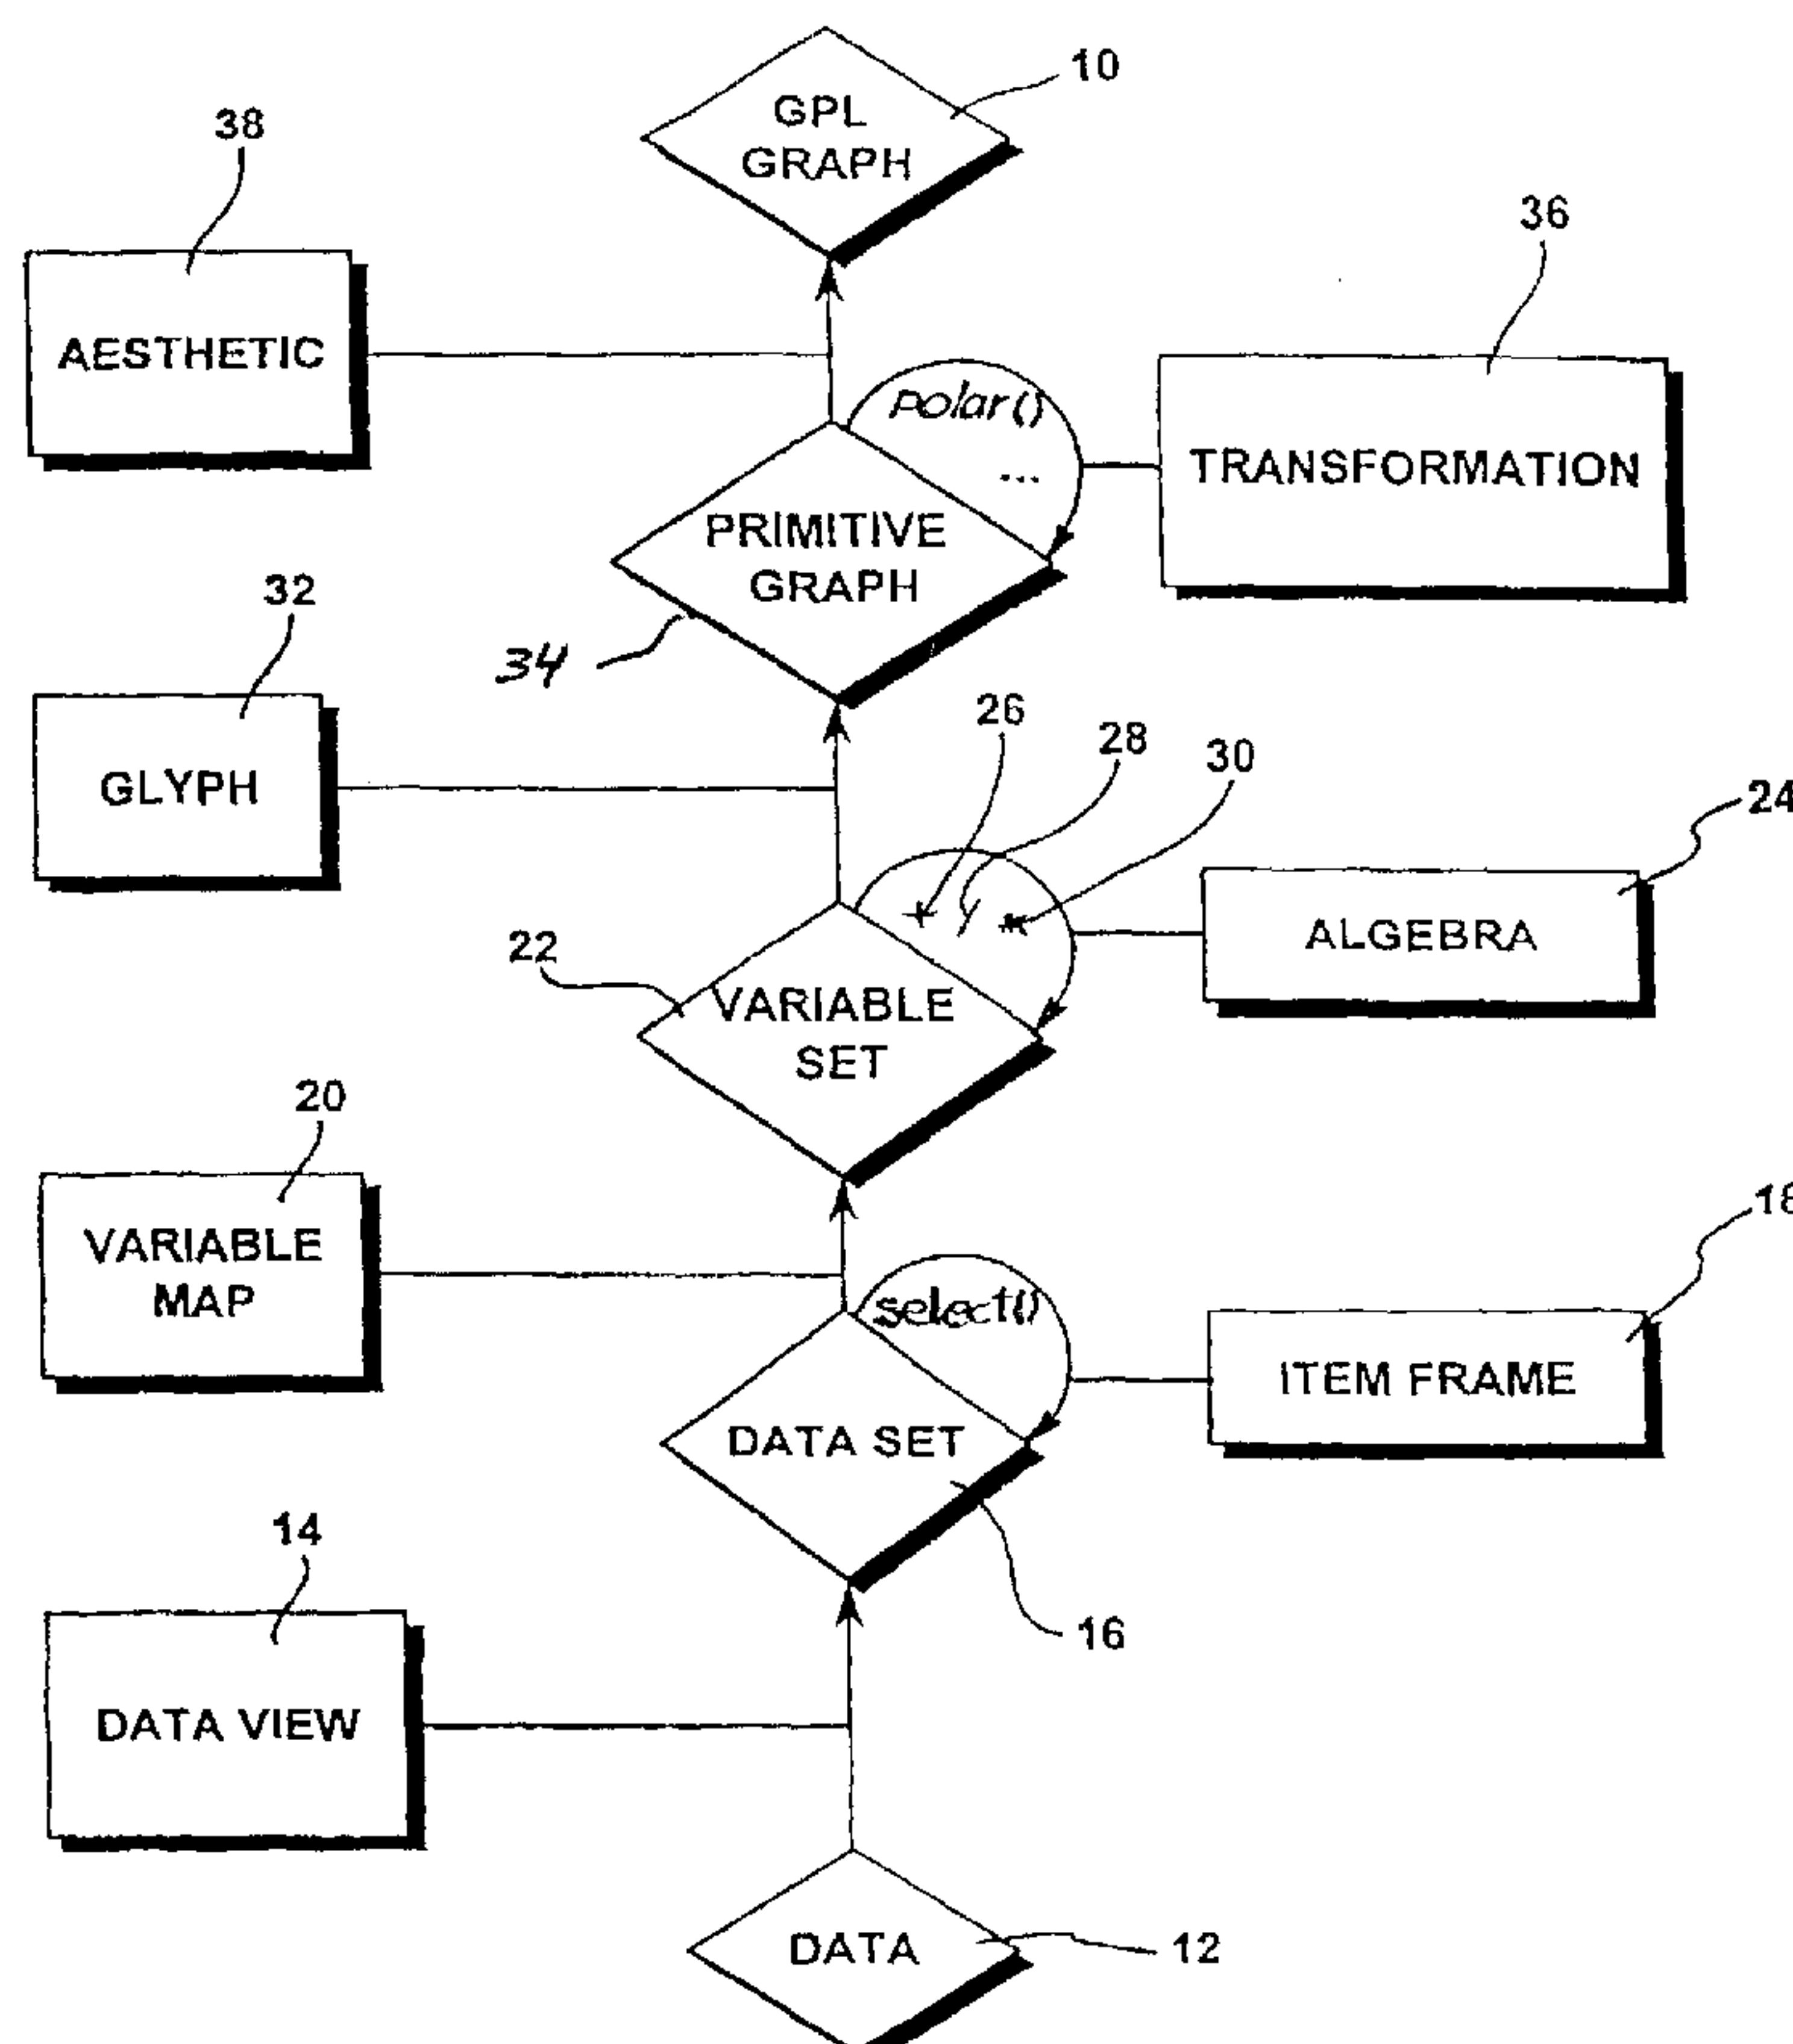 10
GPL
GRAPH
38
36
AESTHETIC
polar()
...
TRANSFORMATION
PRIMITIVE
GRAPH
34
32
26
28
30
24
GLYPH
+ / *
ALGEBRA
22
VARIABLE
SET
20
VARIABLE
MAP
select()
ITEM FRAME
DATA SET
14
16
DATA VIEW
DATA
12